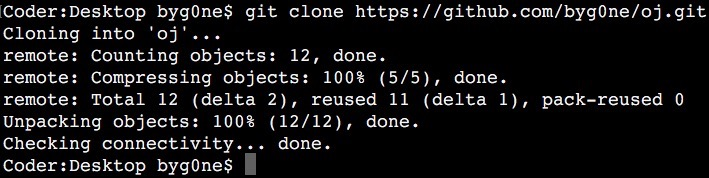 Coder:Desktop byg0ne$ git clone https://github.com/byg0ne/oj.git
Cloning into 'oj'...
remote: Counting objects: 12, done.
remote: Compressing objects: 100% (5/5), done.
remote: Total 12 (delta 2), reused 11 (delta 1), pack-reused 0
Unpacking objects: 100% (12/12), done.
Checking connectivity... done.
Coder:Desktop byg0ne$